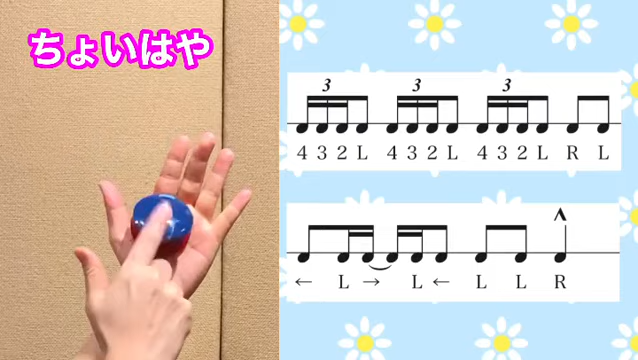 ちょいはや
3 3 3
4 3 2 L 4 3 2 L 4 3 2 L R L
← L → L ← L L R